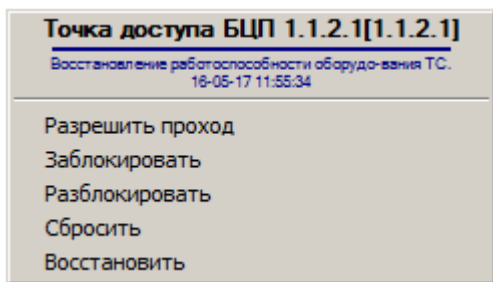 Точка доступа БЦП 1.1.2.1[1.1.2.1]
Восстановление работоспособности оборудо-вания ТС.
16-05-17 11:55:34
Разрешить проход
Заблокировать
Разблокировать
Сбросить
Восстановить